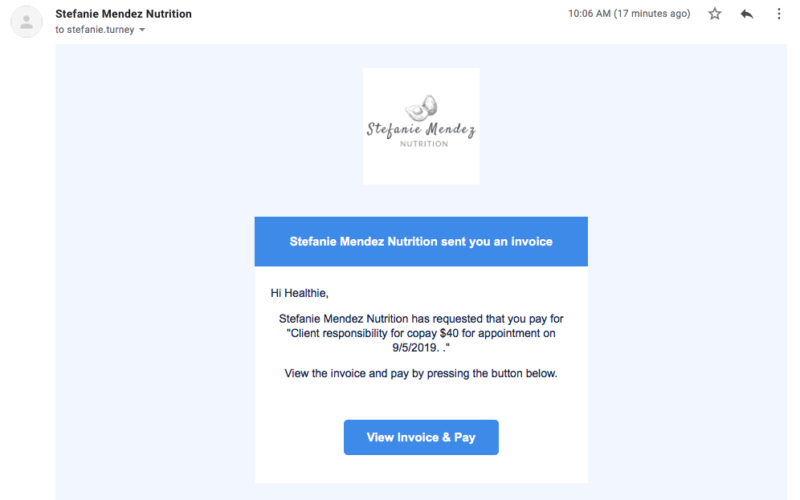 Stefanie Mendez Nutrition
10:06 AM (17 minutes ago)
to stefanie.turney
Stefanie Mendez
NUTRITION
Stefanie Mendez Nutrition sent you an invoice
Hi Healthie,
Stefanie Mendez Nutrition has requested that you pay for
"Client responsibility for copay $40 for appointment on
9/5/2019. ."
View the invoice and pay by pressing the button below.
View Invoice & Pay